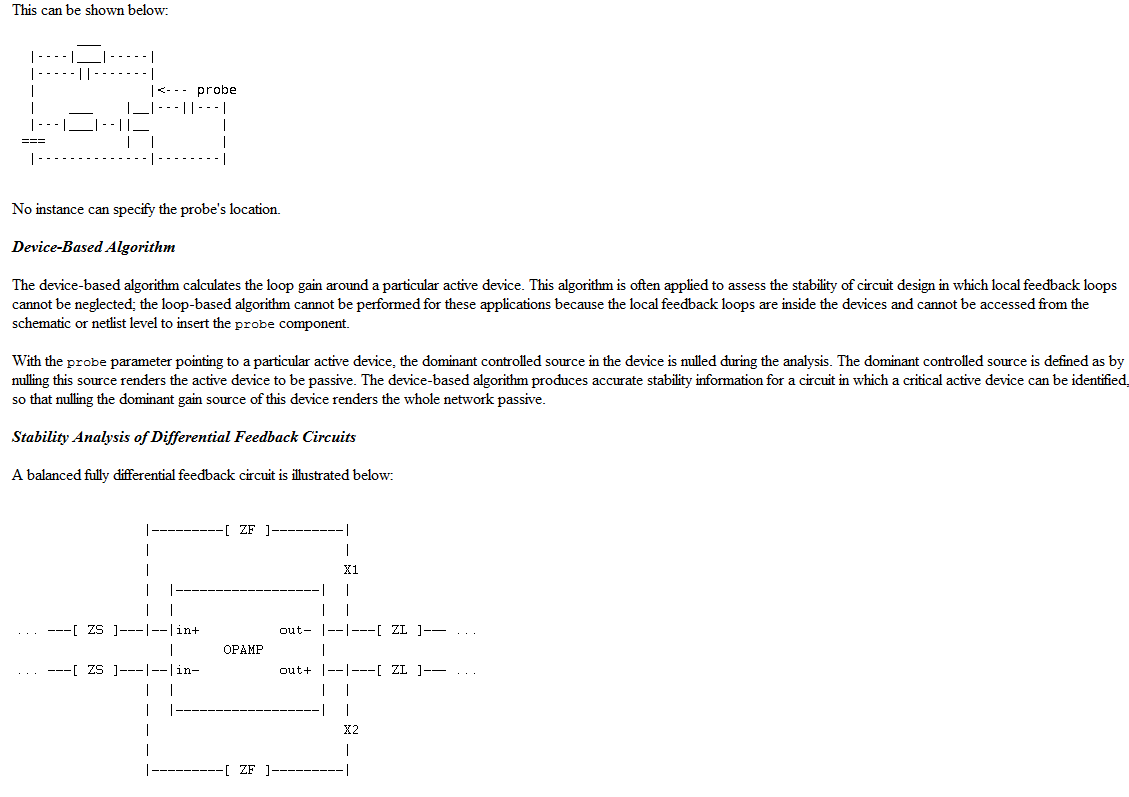 This can be shown below:
___
|----|___|-----|
|-----||-------|
|              |<--- probe
|    ___    |_|---||---|
|---|___|--||_         |
===         | |        |
|--------------|--------|
No instance can specify the probe's location.
Device-Based Algorithm
The device-based algorithm calculates the loop gain around a particular active device. This algorithm is often applied to assess the stability of circuit design in which local feedback loops
cannot be neglected; the loop-based algorithm cannot be performed for these applications because the local feedback loops are inside the devices and cannot be accessed from the
schematic or netlist level to insert the probe component.
With the probe parameter pointing to a particular active device, the dominant controlled source in the device is nulled during the analysis. The dominant controlled source is defined as by
nulling this source renders the active device to be passive. The device-based algorithm produces accurate stability information for a circuit in which a critical active device can be identified,
so that nulling the dominant gain source of this device renders the whole network passive.
Stability Analysis of Differential Feedback Circuits
A balanced fully differential feedback circuit is illustrated below:
|---------[ ZF ]---------|
|                        |
|                        X1
|  |------------------|  |
|  |                  |  |
... ---[ ZS ]---|--|in+          out- |--|---[ ZL ]--- ...
|      OPAMP       |
... ---[ ZS ]---|--|in-          out+ |--|---[ ZL ]--- ...
|  |                  |  |
|  |------------------|  |
|                        X2
|                        |
|---------[ ZF ]---------|